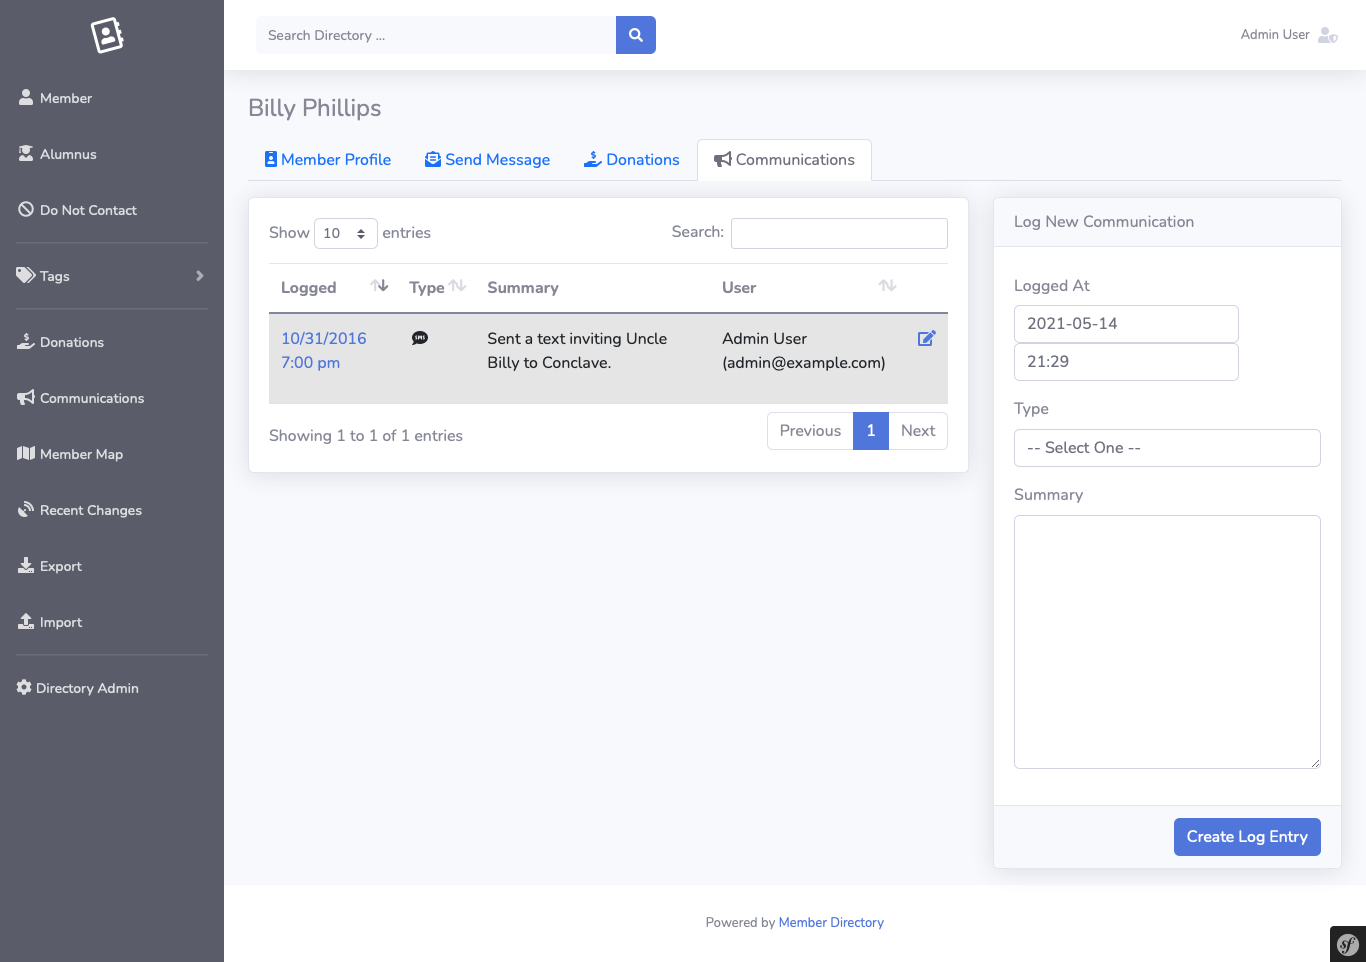 Search Directory ...
Admin User
Member
Alumnus
Do Not Contact
Tags
Donations
Communications
Member Map
Recent Changes
Export
Import
Directory Admin
Billy Phillips
Member Profile
Send Message
Donations
Communications
Show 10 entries
Search:
Logged
Type
Summary
User
10/31/2016
7:00 pm
SMS
Sent a text inviting Uncle
Billy to Conclave.
Admin User
(admin@example.com)
Showing 1 to 1 of 1 entries
Previous
1
Next
Log New Communication
Logged At
2021-05-14
21:29
Type
-- Select One --
Summary
Create Log Entry
Powered by Member Directory
sf